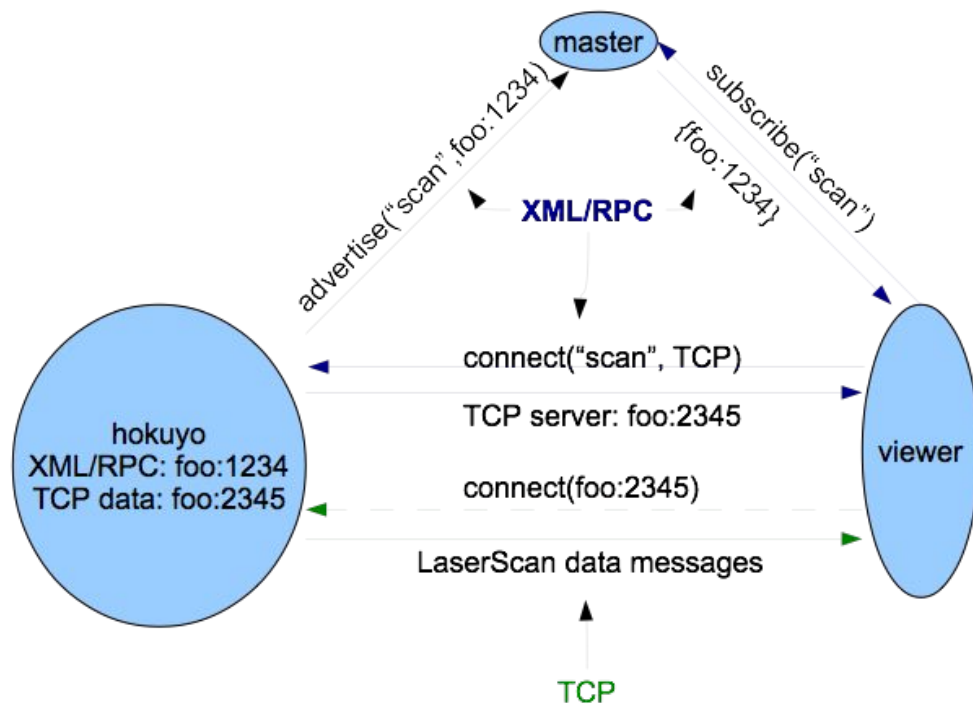 master
advertise(“scan”,foo:1234)
subscribe(“scan”)
{foo:1234}
XML/RPC
connect(“scan”, TCP)
TCP server: foo:2345
hokuyo
XML/RPC: foo:1234
TCP data: foo:2345
viewer
connect(foo:2345)
LaserScan data messages
TCP